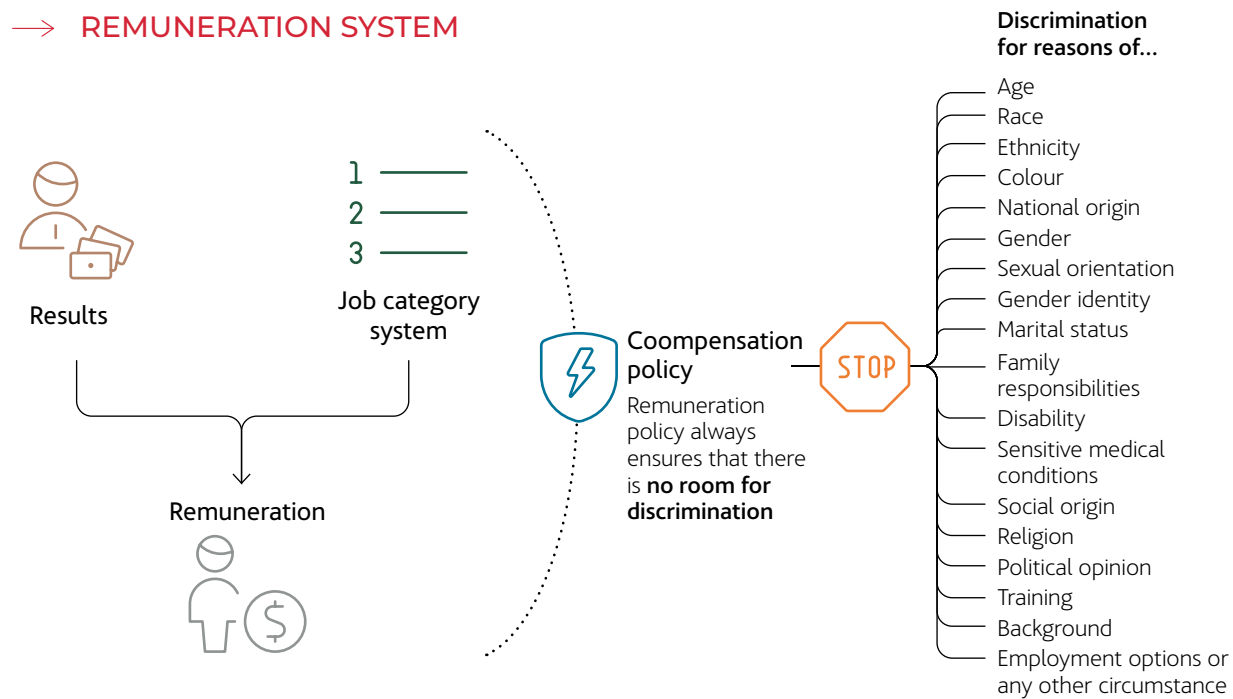 REMUNERATION SYSTEM
Results
1
2
3
Job category
system
Remuneration
$
Coompensation
policy
Remuneration
policy always
ensures that there
is no room for
discrimination
STOP
Discrimination
for reasons of...
Age
Race
Ethnicity
Colour
National origin
Gender
Sexual orientation
Gender identity
Marital status
Family
responsibilities
Disability
Sensitive medical
conditions
Social origin
Religion
Political opinion
Training
Background
Employment options or
any other circumstance